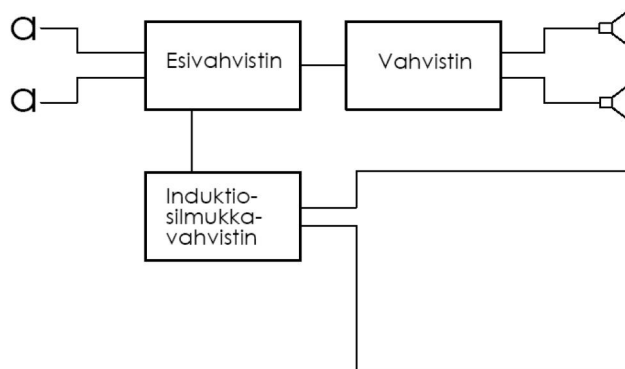 Esivahvistin
Vahvistin
Induktio-
silmukka-
vahvistin